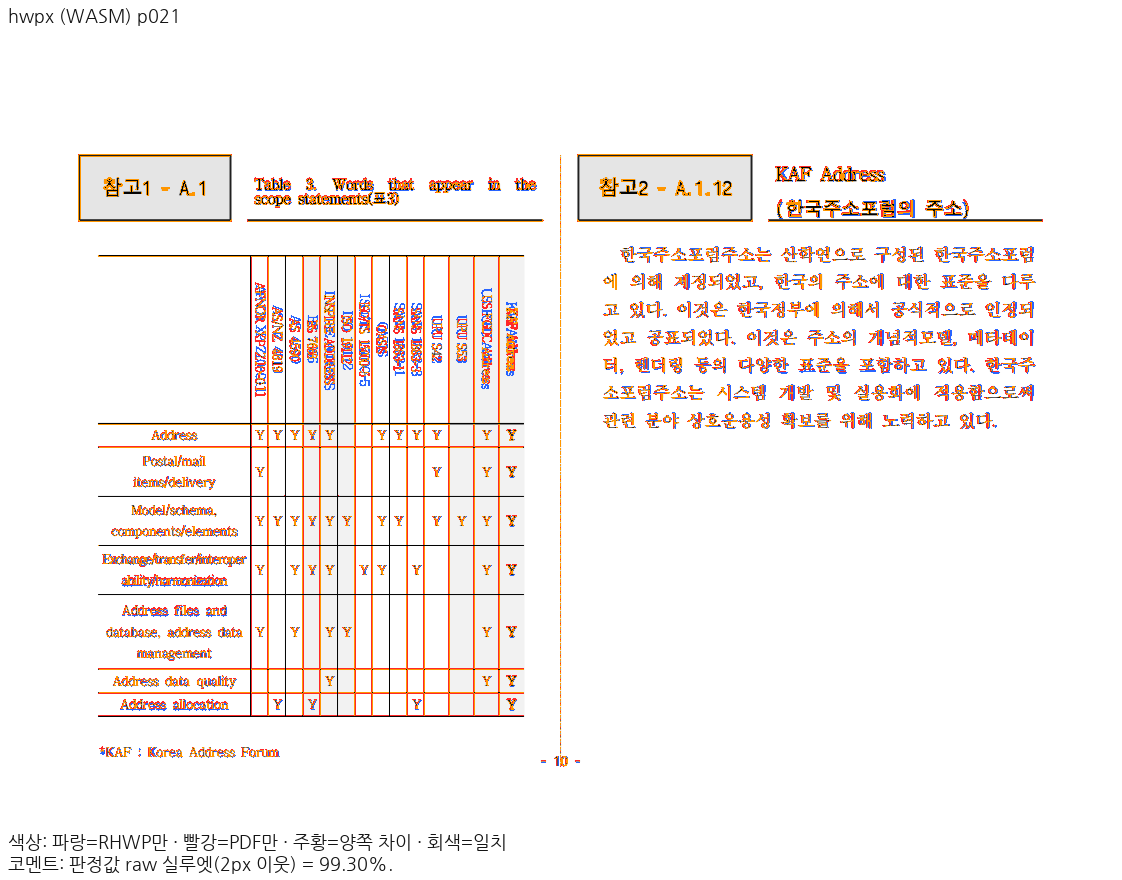 hwpx (WASM) p021
참고1 - A.1
Table 3. Words that appear in the
scope statements(표3)
AS/NZ 4819
AS 4590
BS 7666
ISO 19112
OASIS
UPU S42
UPU S53
KAF Address
Address Y Y Y Y Y Y Y Y Y Y Y
Postal/mail
items/delivery
Y Y Y Y
Model/schema,
components/elements
Y Y Y Y Y Y Y Y Y Y Y Y
Exchange/transfer/interoper
ability/harmonization
Y Y Y Y Y Y Y Y Y
Address files and
database, address data
management
Y Y Y Y Y Y
Address data quality Y Y Y
Address allocation Y Y Y Y
*KAF : Korea Address Forum
참고2 - A.1.12
KAF Address
(한국주소포럼의 주소)
한국주소포럼주소는 산학연으로 구성된 한국주소포럼
에 의해 제정되었고, 한국의 주소에 대한 표준을 다루
고 있다. 이것은 한국정부에 의해서 공식적으로 인정되
었고 공표되었다. 이것은 주소의 개념적모델, 메타데이
터, 렌더링 등의 다양한 표준을 포함하고 있다. 한국주
소포럼주소는 시스템 개발 및 실용화에 적용함으로써
관련 분야 상호운용성 확보를 위해 노력하고 있다.
- 10 -
색상: 파랑=RHWP만 · 빨강=PDF만 · 주황=양쪽 차이 · 회색=일치
코멘트: 판정값 raw 실루엣(2px 이웃) = 99.30%.